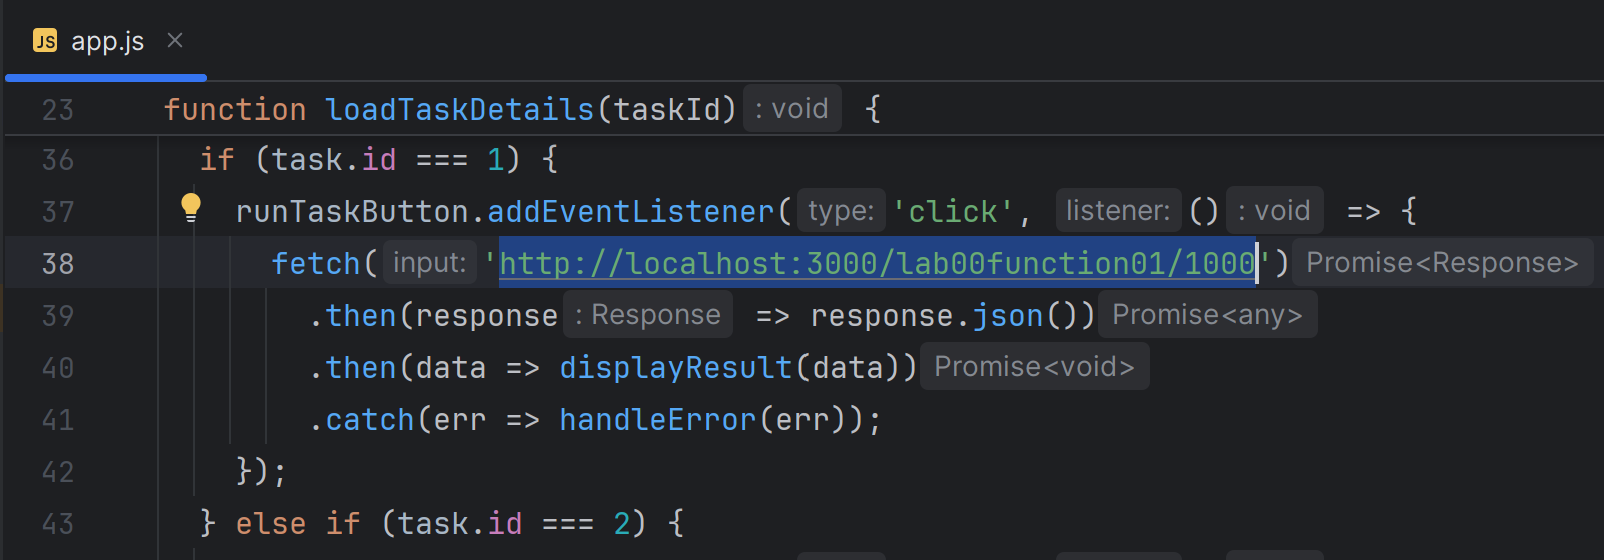 JS app.js ×
23 function loadTaskDetails(taskId) : void {
36 if (task.id === 1) {
37 runTaskButton.addEventListener( type: 'click', listener: () : void => {
38 fetch( input: 'http://localhost:3000/lab00function01/1000') Promise<Response>
39 .then(response : Response => response.json()) Promise<any>
40 .then(data => displayResult(data)) Promise<void>
41 .catch(err => handleError(err));
42 });
43 } else if (task.id === 2) {